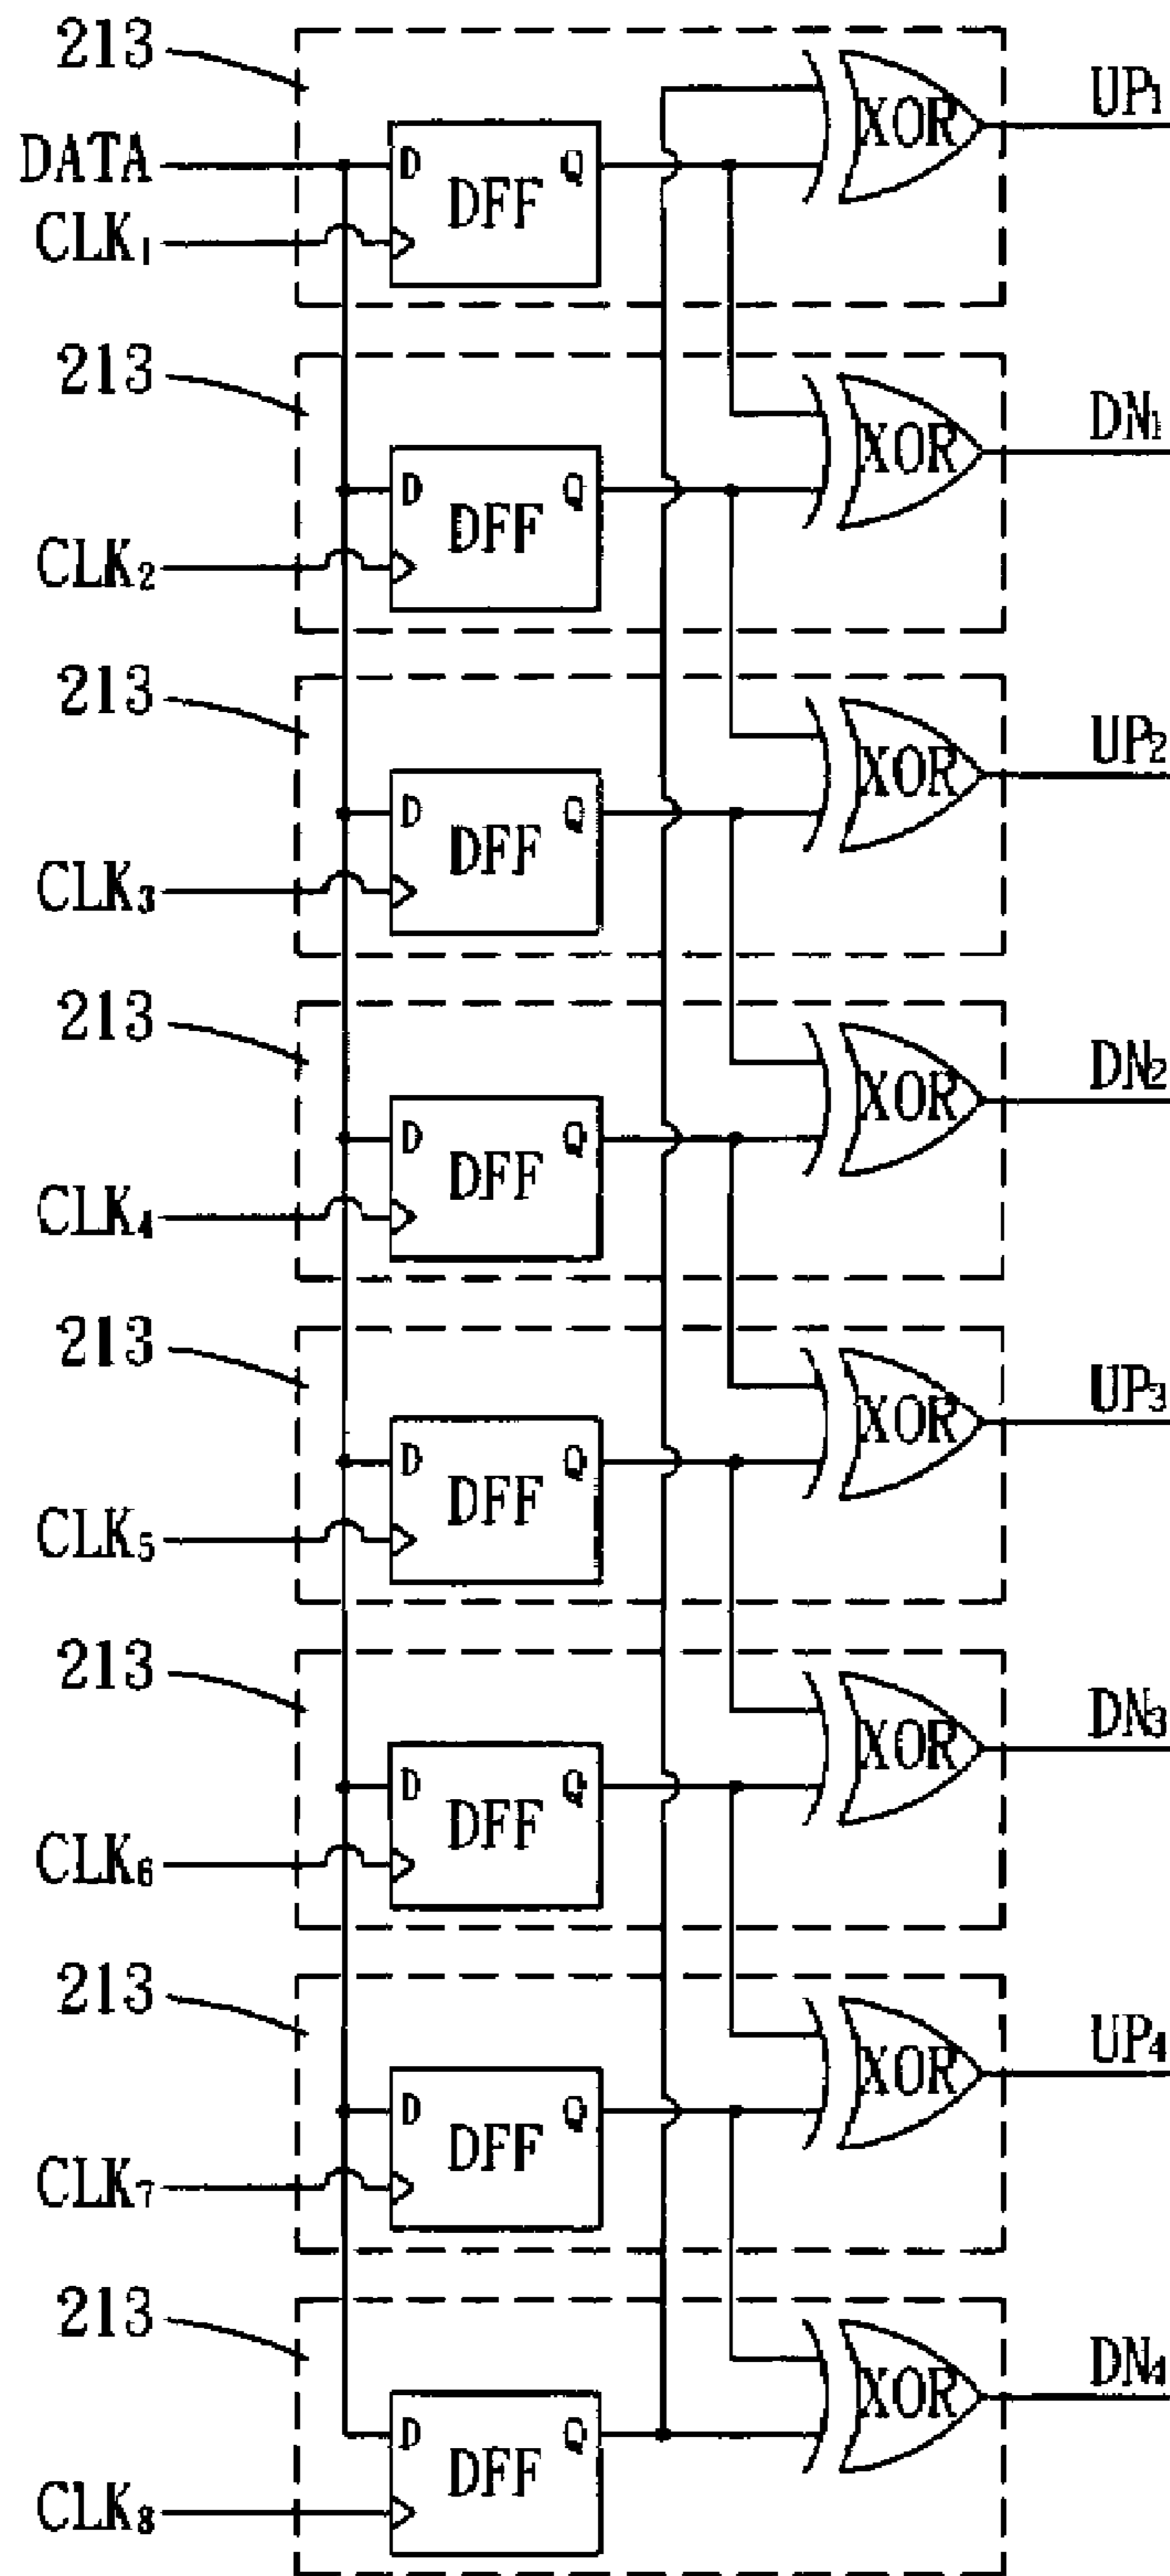 213
DATA
CLK₁
D
Q
DFF
XOR
UP₁
213
CLK₂
D
Q
DFF
XOR
DN₁
213
CLK₃
D
Q
DFF
XOR
UP₂
213
CLK₄
D
Q
DFF
XOR
DN₂
213
CLK₅
D
Q
DFF
XOR
UP₃
213
CLK₆
D
Q
DFF
XOR
DN₃
213
CLK₇
D
Q
DFF
XOR
UP₄
213
CLK₈
D
Q
DFF
XOR
DN₄